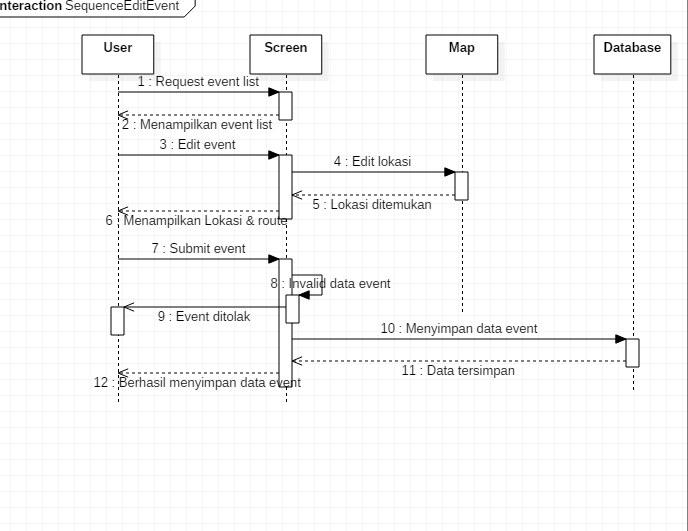 interaction SequenceEditEvent
User
Screen
Map
Database
1 : Request event list
2 : Menampilkan event list
3 : Edit event
4 : Edit lokasi
5 : Lokasi ditemukan
6 : Menampilkan Lokasi & route
7 : Submit event
8 : Invalid data event
9 : Event ditolak
10 : Menyimpan data event
11 : Data tersimpan
12 : Berhasil menyimpan data event